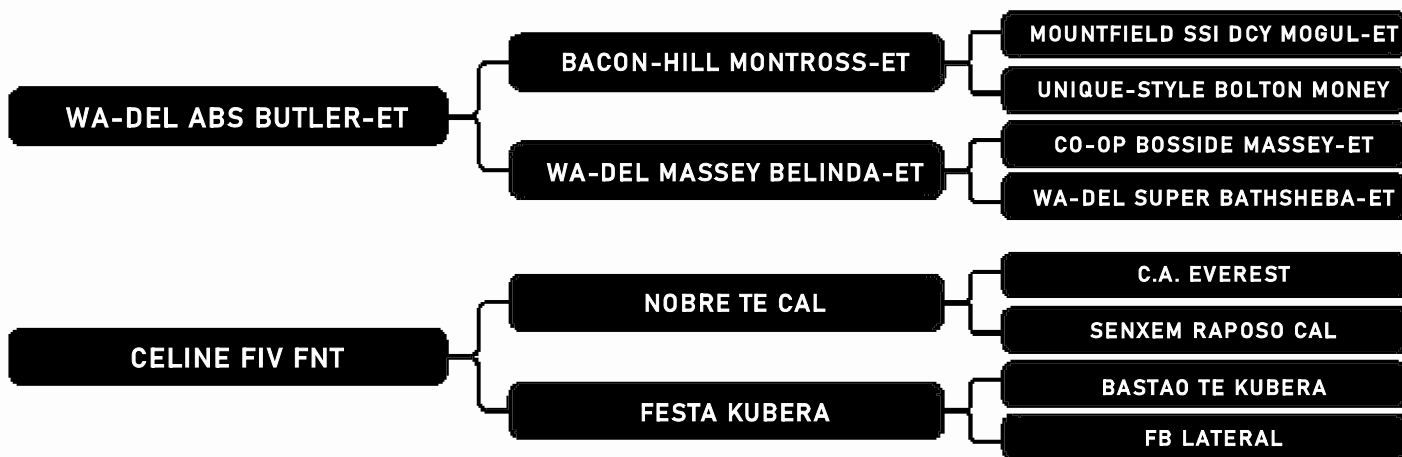 WA-DEL ABS BUTLER-ET
BACON-HILL MONTROSS-ET
MOUNTFIELD SSI DCY MOGUL-ET
UNIQUE-STYLE BOLTON MONEY
WA-DEL MASSEY BELINDA-ET
CO-OP BOSSIDE MASSEY-ET
WA-DEL SUPER BATHSHEBA-ET
CELINE FIV FNT
NOBRE TE CAL
C.A. EVEREST
SENXEM RAPOSO CAL
FESTA KUBERA
BASTAO TE KUBERA
FB LATERAL